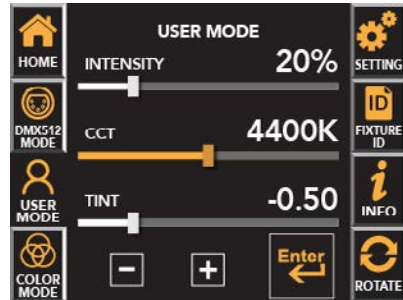 USER MODE
HOME
INTENSITY 20%
SETTING
DMX512
MODE
CCT 4400K
ID
FIXTURE
ID
USER
MODE
TINT -0.50
i
INFO
COLOR
MODE
- +
Enter
ROTATE